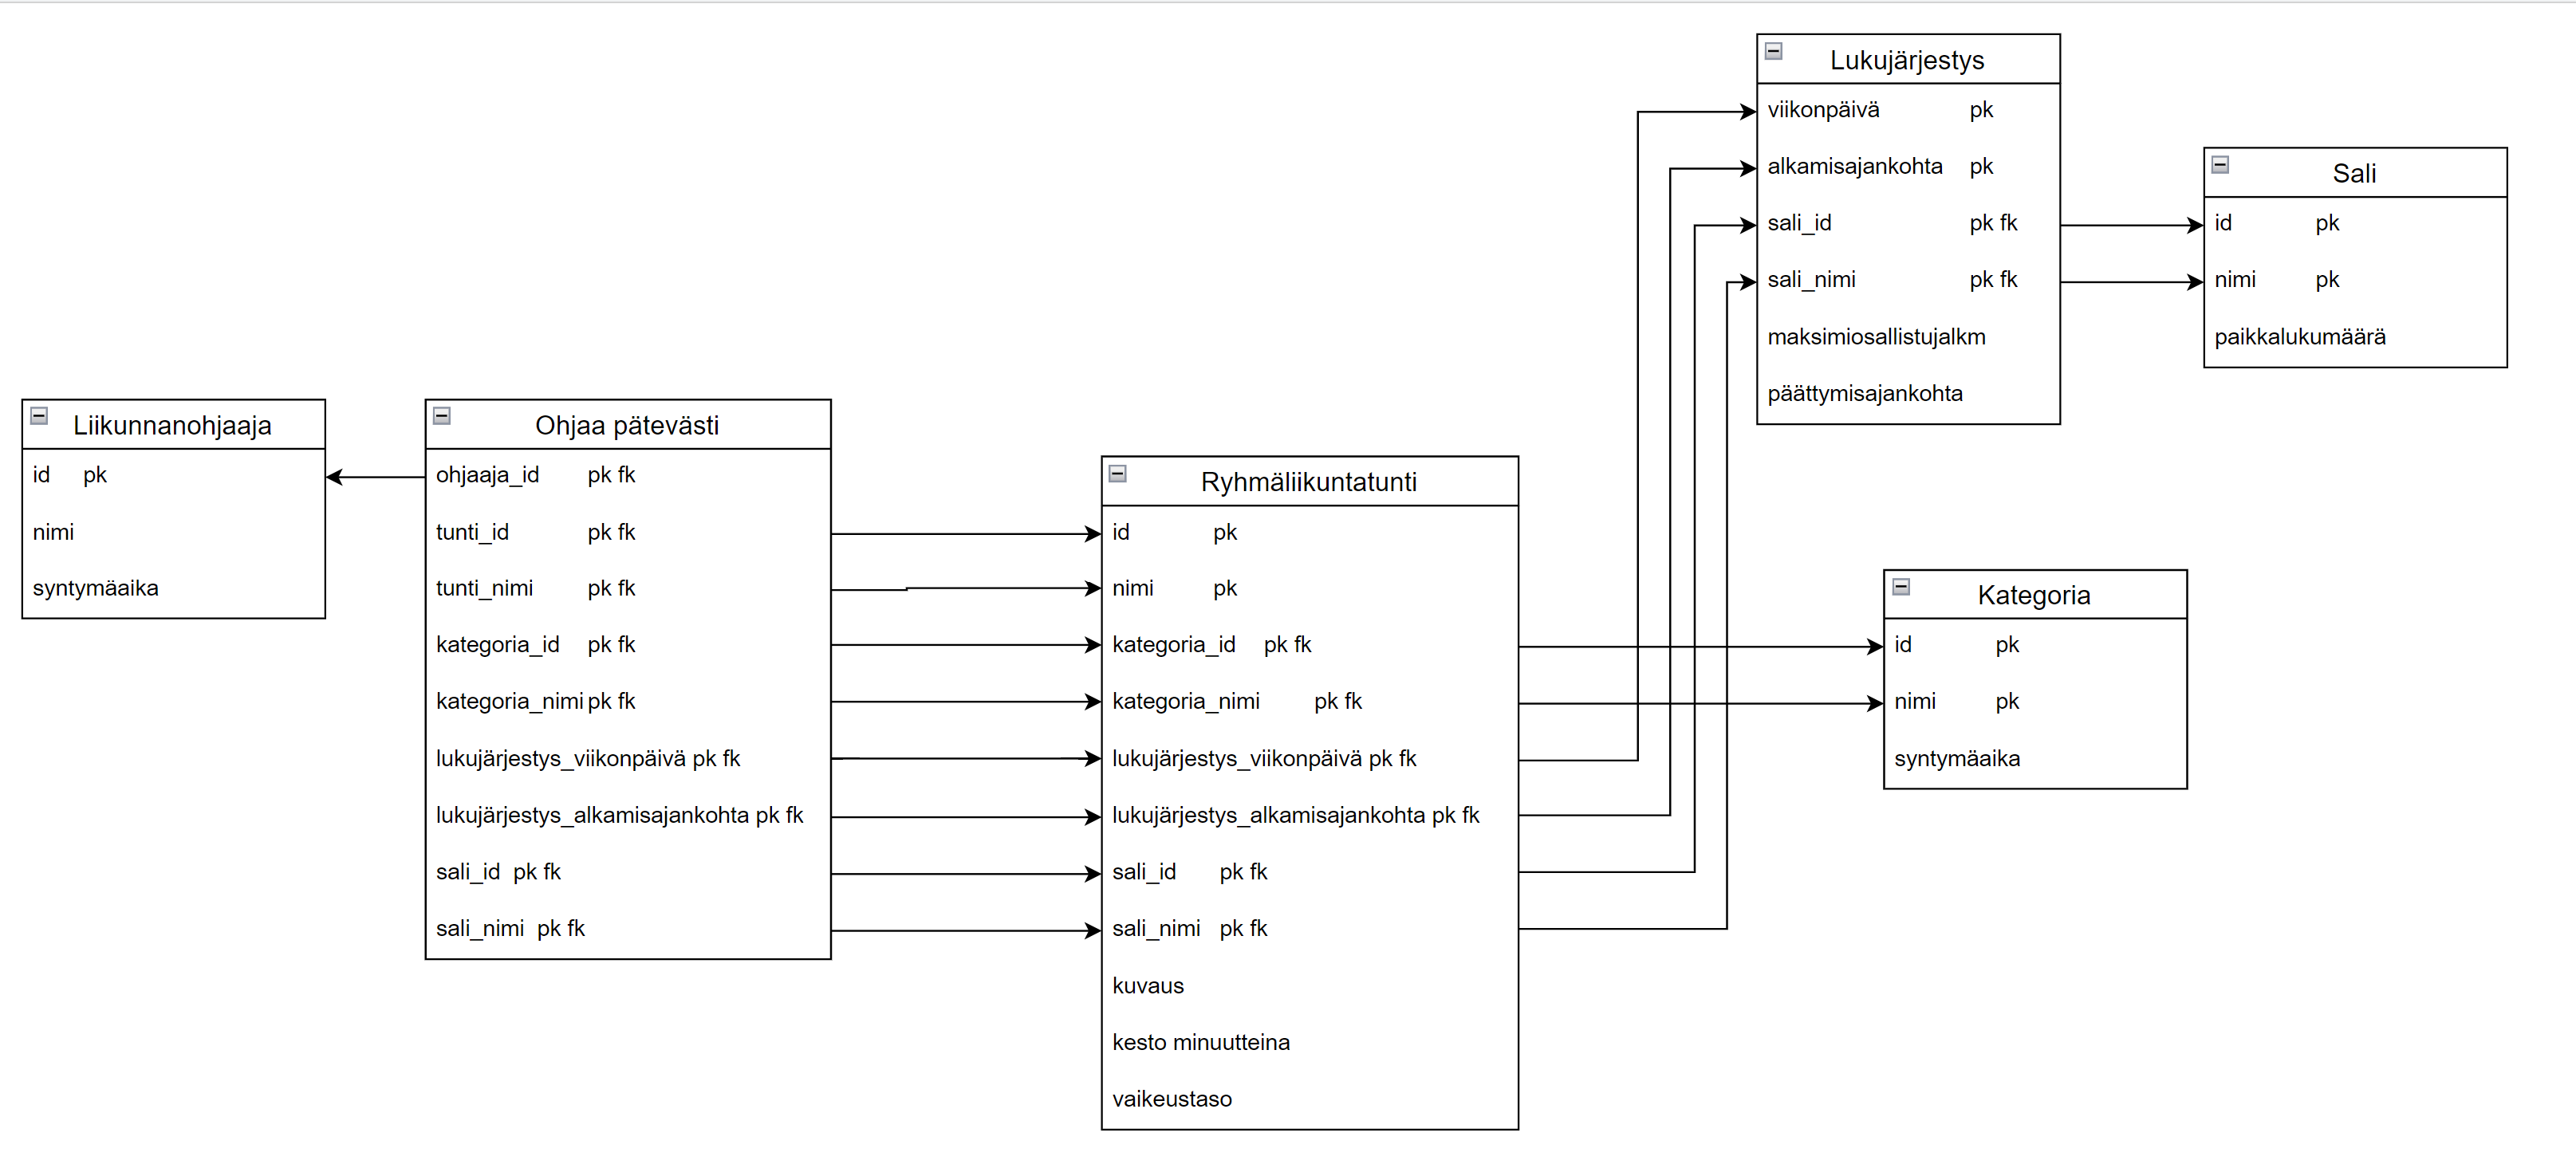 Liikunnanohjaaja
id pk
nimi
syntymäaika
Ohjaa pätevästi
ohjaaja_id pk fk
tunti_id pk fk
tunti_nimi pk fk
kategoria_id pk fk
kategoria_nimi pk fk
lukujärjestys_viikonpäivä pk fk
lukujärjestys_alkamisajankohta pk fk
sali_id pk fk
sali_nimi pk fk
Ryhmäliikuntatunti
id pk
nimi pk
kategoria_id pk fk
kategoria_nimi pk fk
lukujärjestys_viikonpäivä pk fk
lukujärjestys_alkamisajankohta pk fk
sali_id pk fk
sali_nimi pk fk
kuvaus
kesto minuutteina
vaikeustaso
Lukujärjestys
viikonpäivä pk
alkamisajankohta pk
sali_id pk fk
sali_nimi pk fk
maksimiosallistujalkm
päättymisajankohta
Sali
id pk
nimi pk
paikkalukumäärä
Kategoria
id pk
nimi pk
syntymäaika